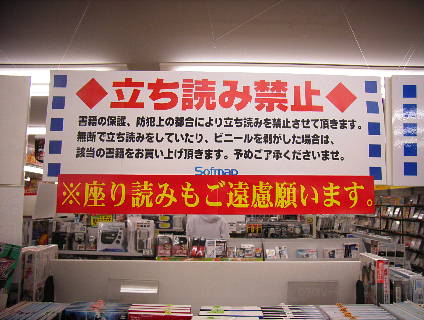 ◆立ち読み禁止◆
書籍の保護、防犯上の都合により立ち読みを禁止させて頂きます。
無断で立ち読みをしていたり、ビニールを剥がした場合は、
該当の書籍をお買い上げ頂きます。予めご了承くださいませ。
Sofmap
※座り読みもご遠慮願います。